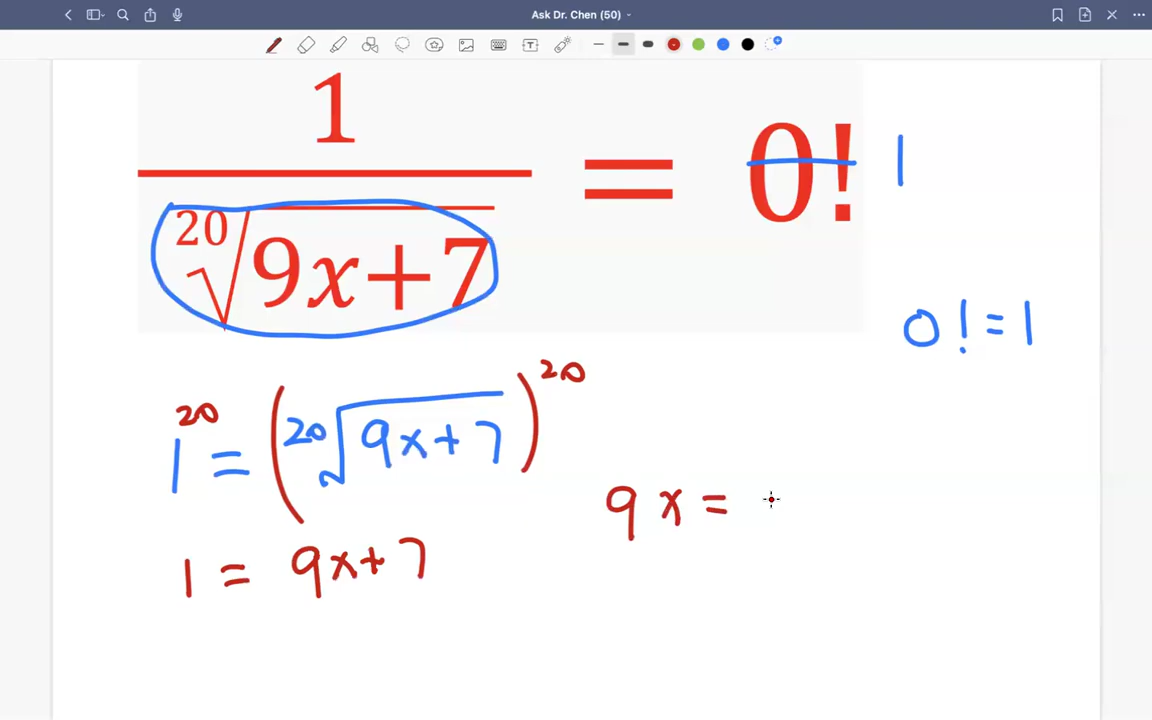 Ask Dr. Chen (50)
1
20√9x+7 = 0! 1
0! = 1
1^20 = (20√9x+7)^20
9x =
1 = 9x+7